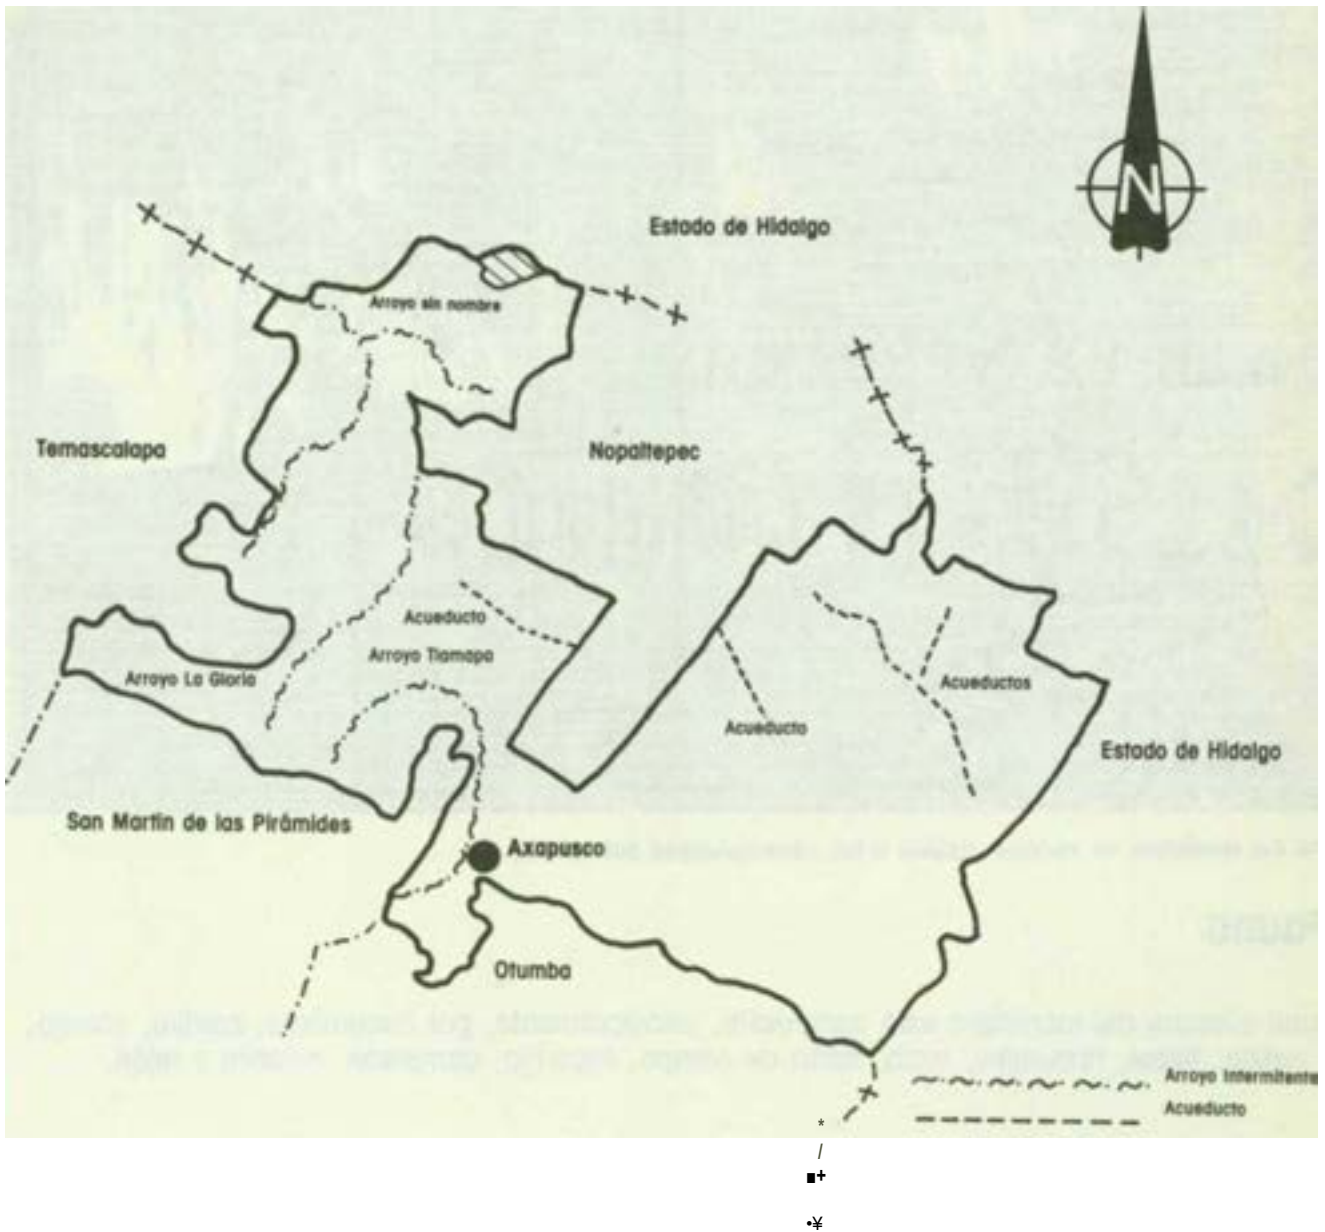 N
Estado de Hidalgo
Arroyo sin nombre
Temascalapa
Nopaltepec
Acueducto
Arroyo Tlamapa
Arroyo La Gloria
Acueductos
Acueducto
Estado de Hidalgo
San Martín de las Pirámides
Axapusco
Otumba
Arroyo Intermitente
Acueducto